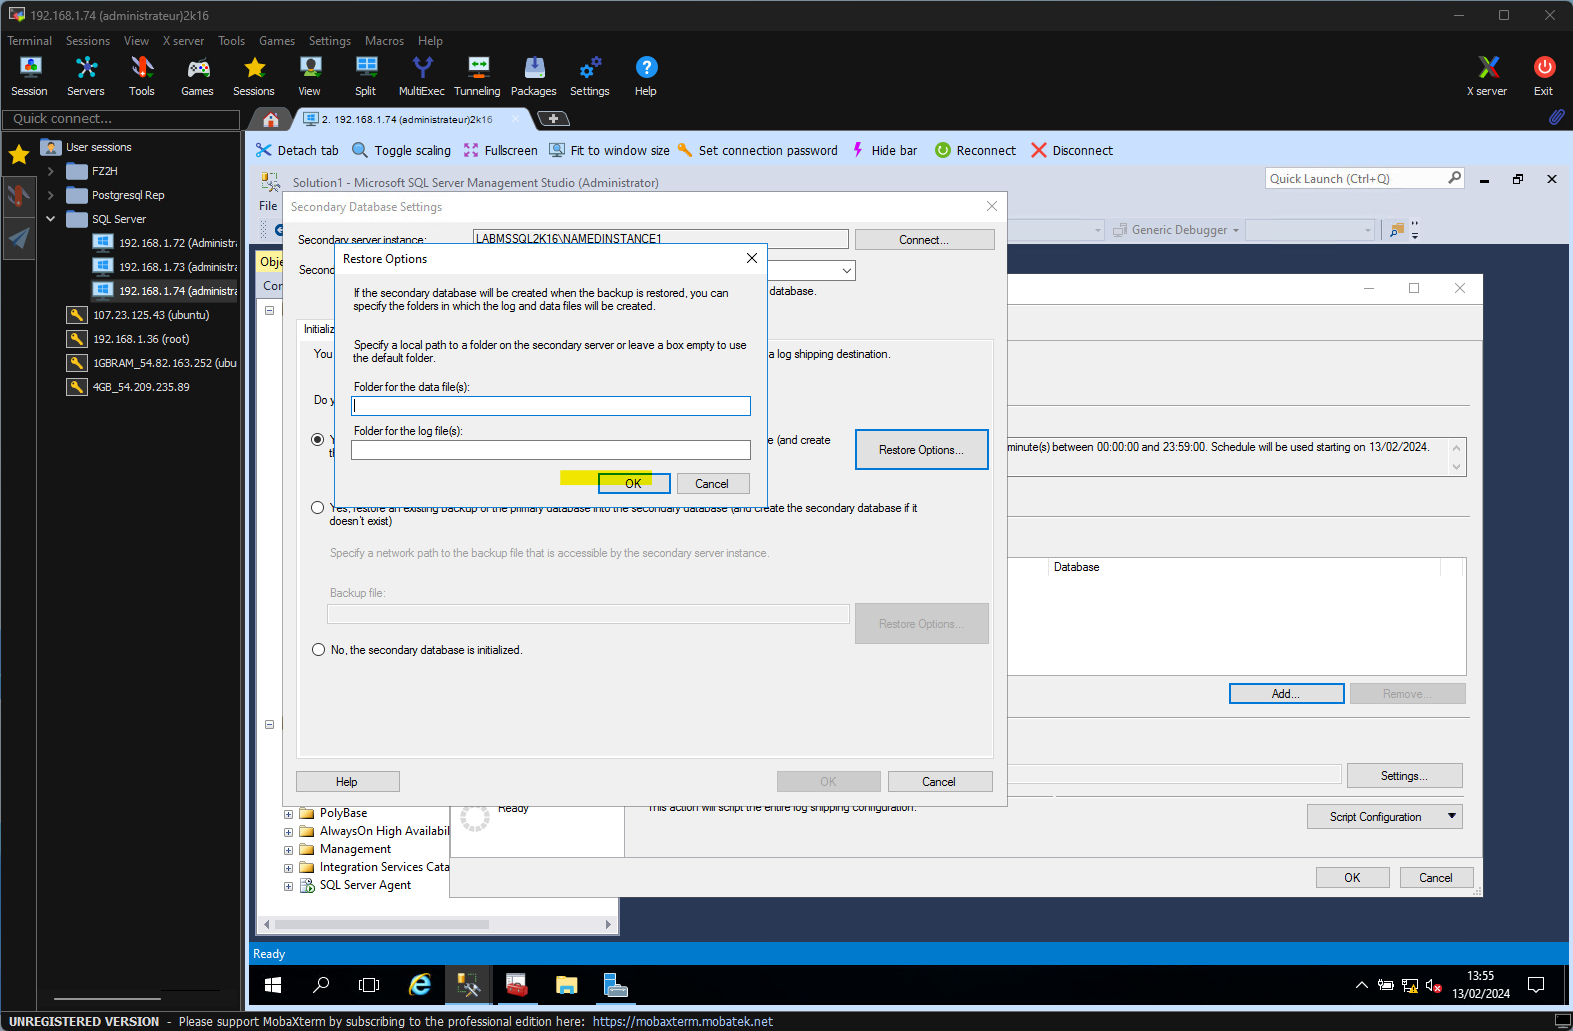 192.168.1.74 (administrateur)2k16
Terminal Sessions View X server Tools Games Settings Macros Help
Session Servers Tools Games Sessions View Split MultiExec Tunneling Packages Settings Help X server Exit
Quick connect...
2. 192.168.1.74 (administrateur)2k16
Detach tab Toggle scaling Fullscreen Fit to window size Set connection password Hide bar Reconnect Disconnect
User sessions
FZ2H
Postgresql Rep
SQL Server
192.168.1.72 (Administra
192.168.1.73 (administra
192.168.1.74 (administra
107.23.125.43 (ubuntu)
192.168.1.36 (root)
1GBRAM_54.82.163.252 (ubu
4GB_54.209.235.89
Solution1 - Microsoft SQL Server Management Studio (Administrator)
Quick Launch (Ctrl+Q)
File
Generic Debugger
Obje
Con
Secondary Database Settings
Secondary server instance: LABMSSQL2K16\NAMEDINSTANCE1 Connect...
Second
database.
Initializ
You
a log shipping destination.
Do y
Y
e (and create
th
Restore Options...
Restore Options
If the secondary database will be created when the backup is restored, you can
specify the folders in which the log and data files will be created.
Specify a local path to a folder on the secondary server or leave a box empty to use
the default folder.
Folder for the data file(s):
Folder for the log file(s):
OK Cancel
Yes, restore an existing backup of the primary database into the secondary database (and create the secondary database if it
doesn't exist)
Specify a network path to the backup file that is accessible by the secondary server instance.
Backup file:
Restore Options...
No, the secondary database is initialized.
Help OK Cancel
minute(s) between 00:00:00 and 23:59:00. Schedule will be used starting on 13/02/2024.
Database
Add... Remove...
Settings...
Ready
This action will script the entire log shipping configuration.
Script Configuration
OK Cancel
PolyBase
AlwaysOn High Availabil
Management
Integration Services Cata
SQL Server Agent
Ready
13:55
13/02/2024
UNREGISTERED VERSION - Please support MobaXterm by subscribing to the professional edition here: https://mobaxterm.mobatek.net